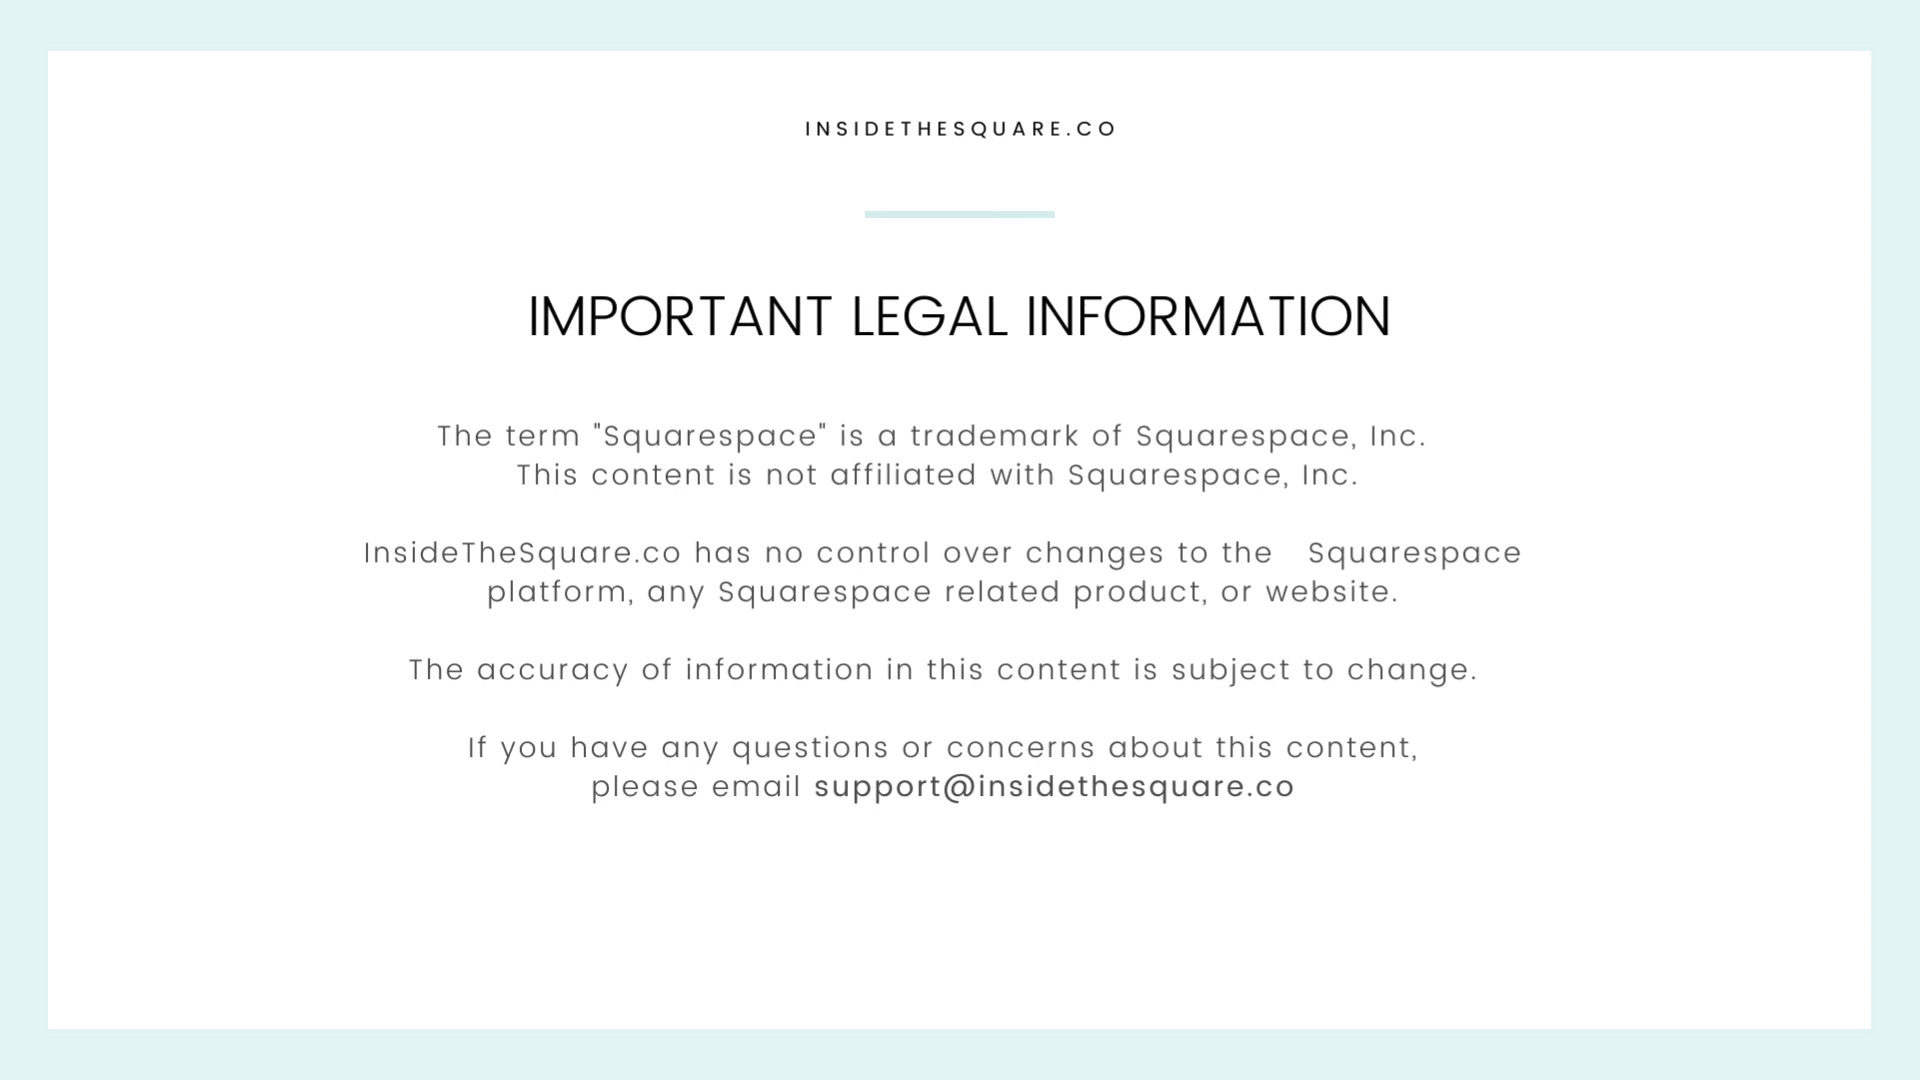 INSIDETHESQUARE.CO
IMPORTANT LEGAL INFORMATION
The term "Squarespace" is a trademark of Squarespace, Inc.
This content is not affiliated with Squarespace, Inc.
InsideTheSquare.co has no control over changes to the Squarespace
platform, any Squarespace related product, or website.
The accuracy of information in this content is subject to change.
If you have any questions or concerns about this content,
please email support@insidethesquare.co